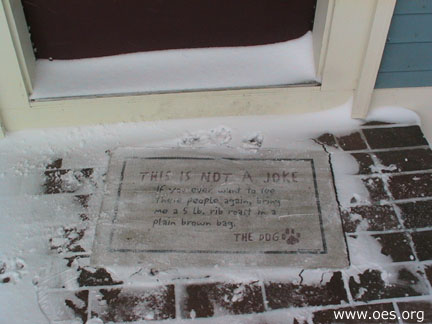 THIS IS NOT A JOKE
If you ever want to see
these people, again, bring
me a 5 lb. rib roast in a
plain brown bag.
THE DOG
www.oes.org